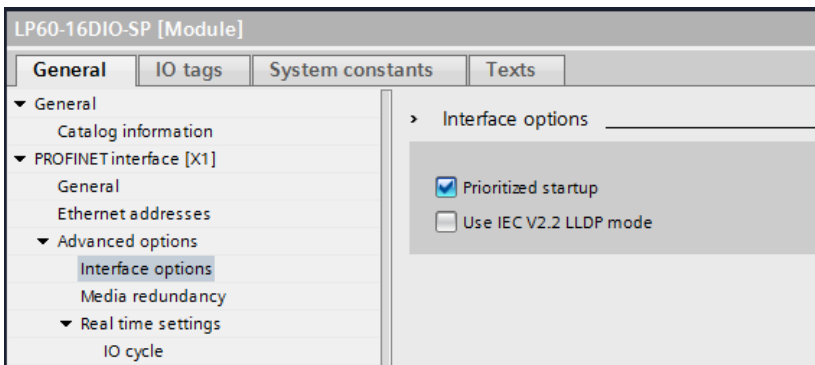 LP60-16DIO-SP [Module]
General IO tags System constants Texts
General
Catalog information
PROFINET interface [X1]
General
Ethernet addresses
Advanced options
Interface options
Media redundancy
Real time settings
IO cycle
Interface options
Prioritized startup
Use IEC V2.2 LLDP mode